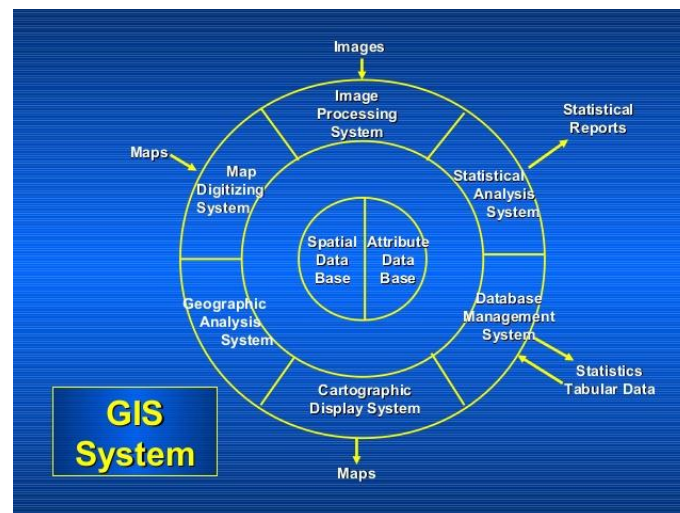 Images
Image
Processing
System
Statistical
Reports
Maps
Map
Digitizing
System
Statistical
Analysis
System
Spatial
Data
Base
Attribute
Data
Base
Geographic
Analysis
System
Database
Management
System
Statistics
Tabular Data
Cartographic
Display System
GIS
System
Maps